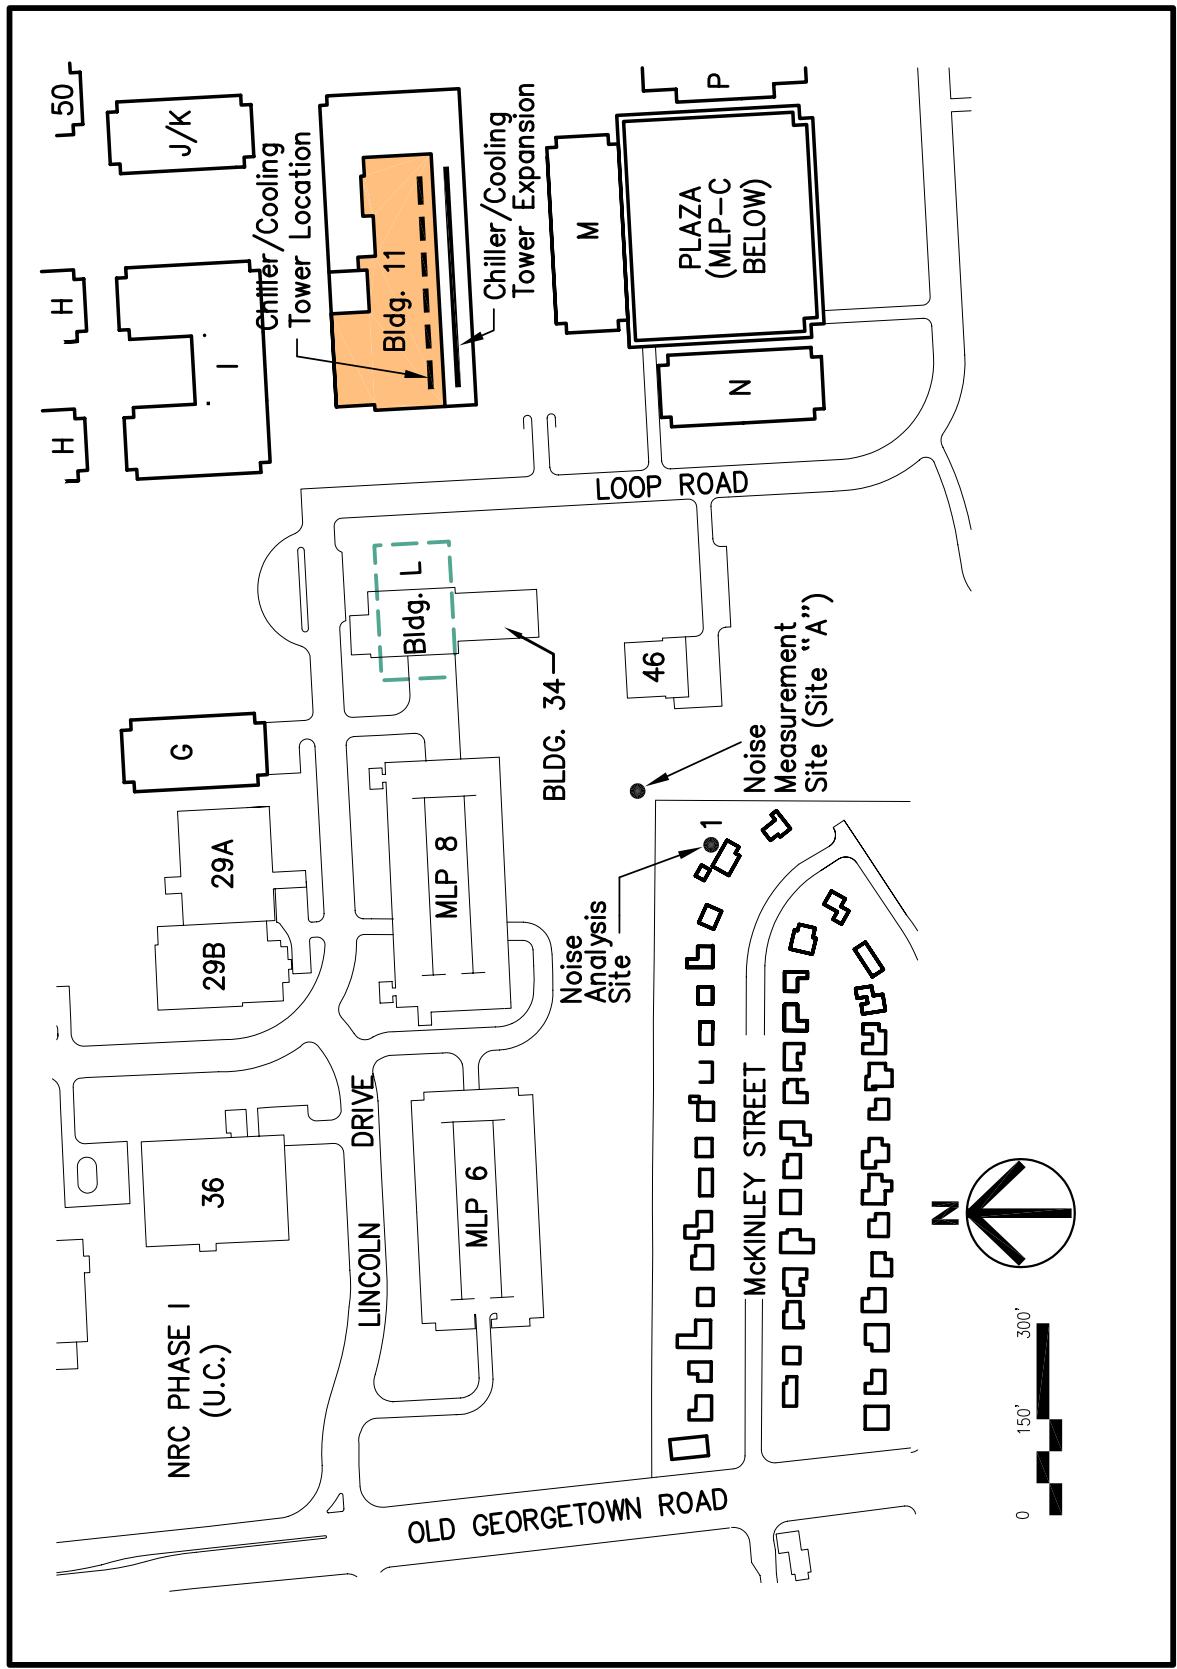 50
J/K
H
H
I
Chiller/Cooling
Tower Location
Bldg. 11
Chiller/Cooling
Tower Expansion
M
P
PLAZA
(MLP-C
BELOW)
N
LOOP ROAD
Bldg. L
BLDG. 34
46
G
29A
29B
MLP 8
Noise
Measurement
Site (Site "A")
1
Noise
Analysis
Site
36
LINCOLN DRIVE
MLP 6
McKINLEY STREET
NRC PHASE I
(U.C.)
OLD GEORGETOWN ROAD
N
0 150' 300'